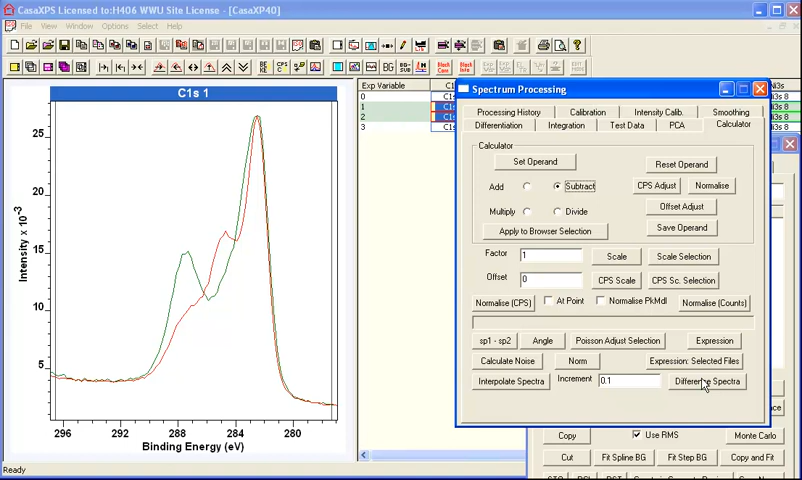 CasaXPS Licensed to:H406 WWU Site License - [CasaXP40]
File View Windows Options Select Help
C1s 1
25
20
15
10
5
Intensity x 10⁻³
296 292 288 284 280
Binding Energy (eV)
Ready
Exp Variable
0
1
2
3
Ni3s
8
8
8
8
Spectrum Processing
Processing History Calibration Intensity Calib. Smoothing
Differentiation Integration Test Data PCA Calculator
Calculator
Set Operand Reset Operand
Add Subtract CPS Adjust Normalise
Multiply Divide Offset Adjust
Apply to Browser Selection Save Operand
Factor 1 Scale Scale Selection
Offset 0 CPS Scale CPS Sc. Selection
Normalise (CPS) At Point Normalise PkMdl Normalise (Counts)
sp1 - sp2 Angle Poisson Adjust Selection Expression
Calculate Noise Norm Expression: Selected Files
Interpolate Spectra Increment 0.1 Difference Spectra
Copy Use RMS Monte Carlo
Cut Fit Spline BG Fit Step BG Copy and Fit